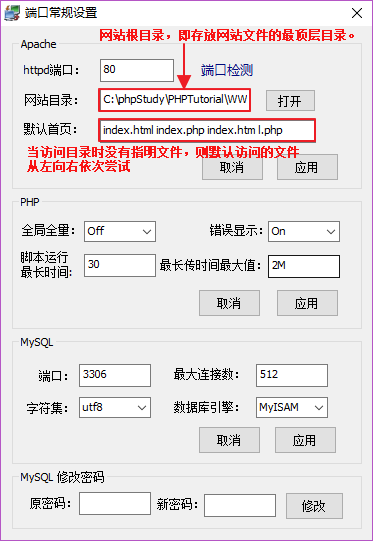 端口常规设置
网站根目录，即存放网站文件的最顶层目录。
Apache
httpd端口： 80 端口检测
网站目录： C:\phpStudy\PHPTutorial\WW 打开
默认首页： index.html index.php index.htm l.php
当访问目录时没有指明文件，则默认访问的文件
从左向右依次尝试
取消 应用
PHP
全局全量： Off 错误显示： On
脚本运行
最长时间: 30 最长传时间最大值： 2M
取消 应用
MySQL
端口： 3306 最大连接数： 512
字符集： utf8 数据库引擎： MyISAM
取消 应用
MySQL 修改密码
原密码： 新密码： 修改